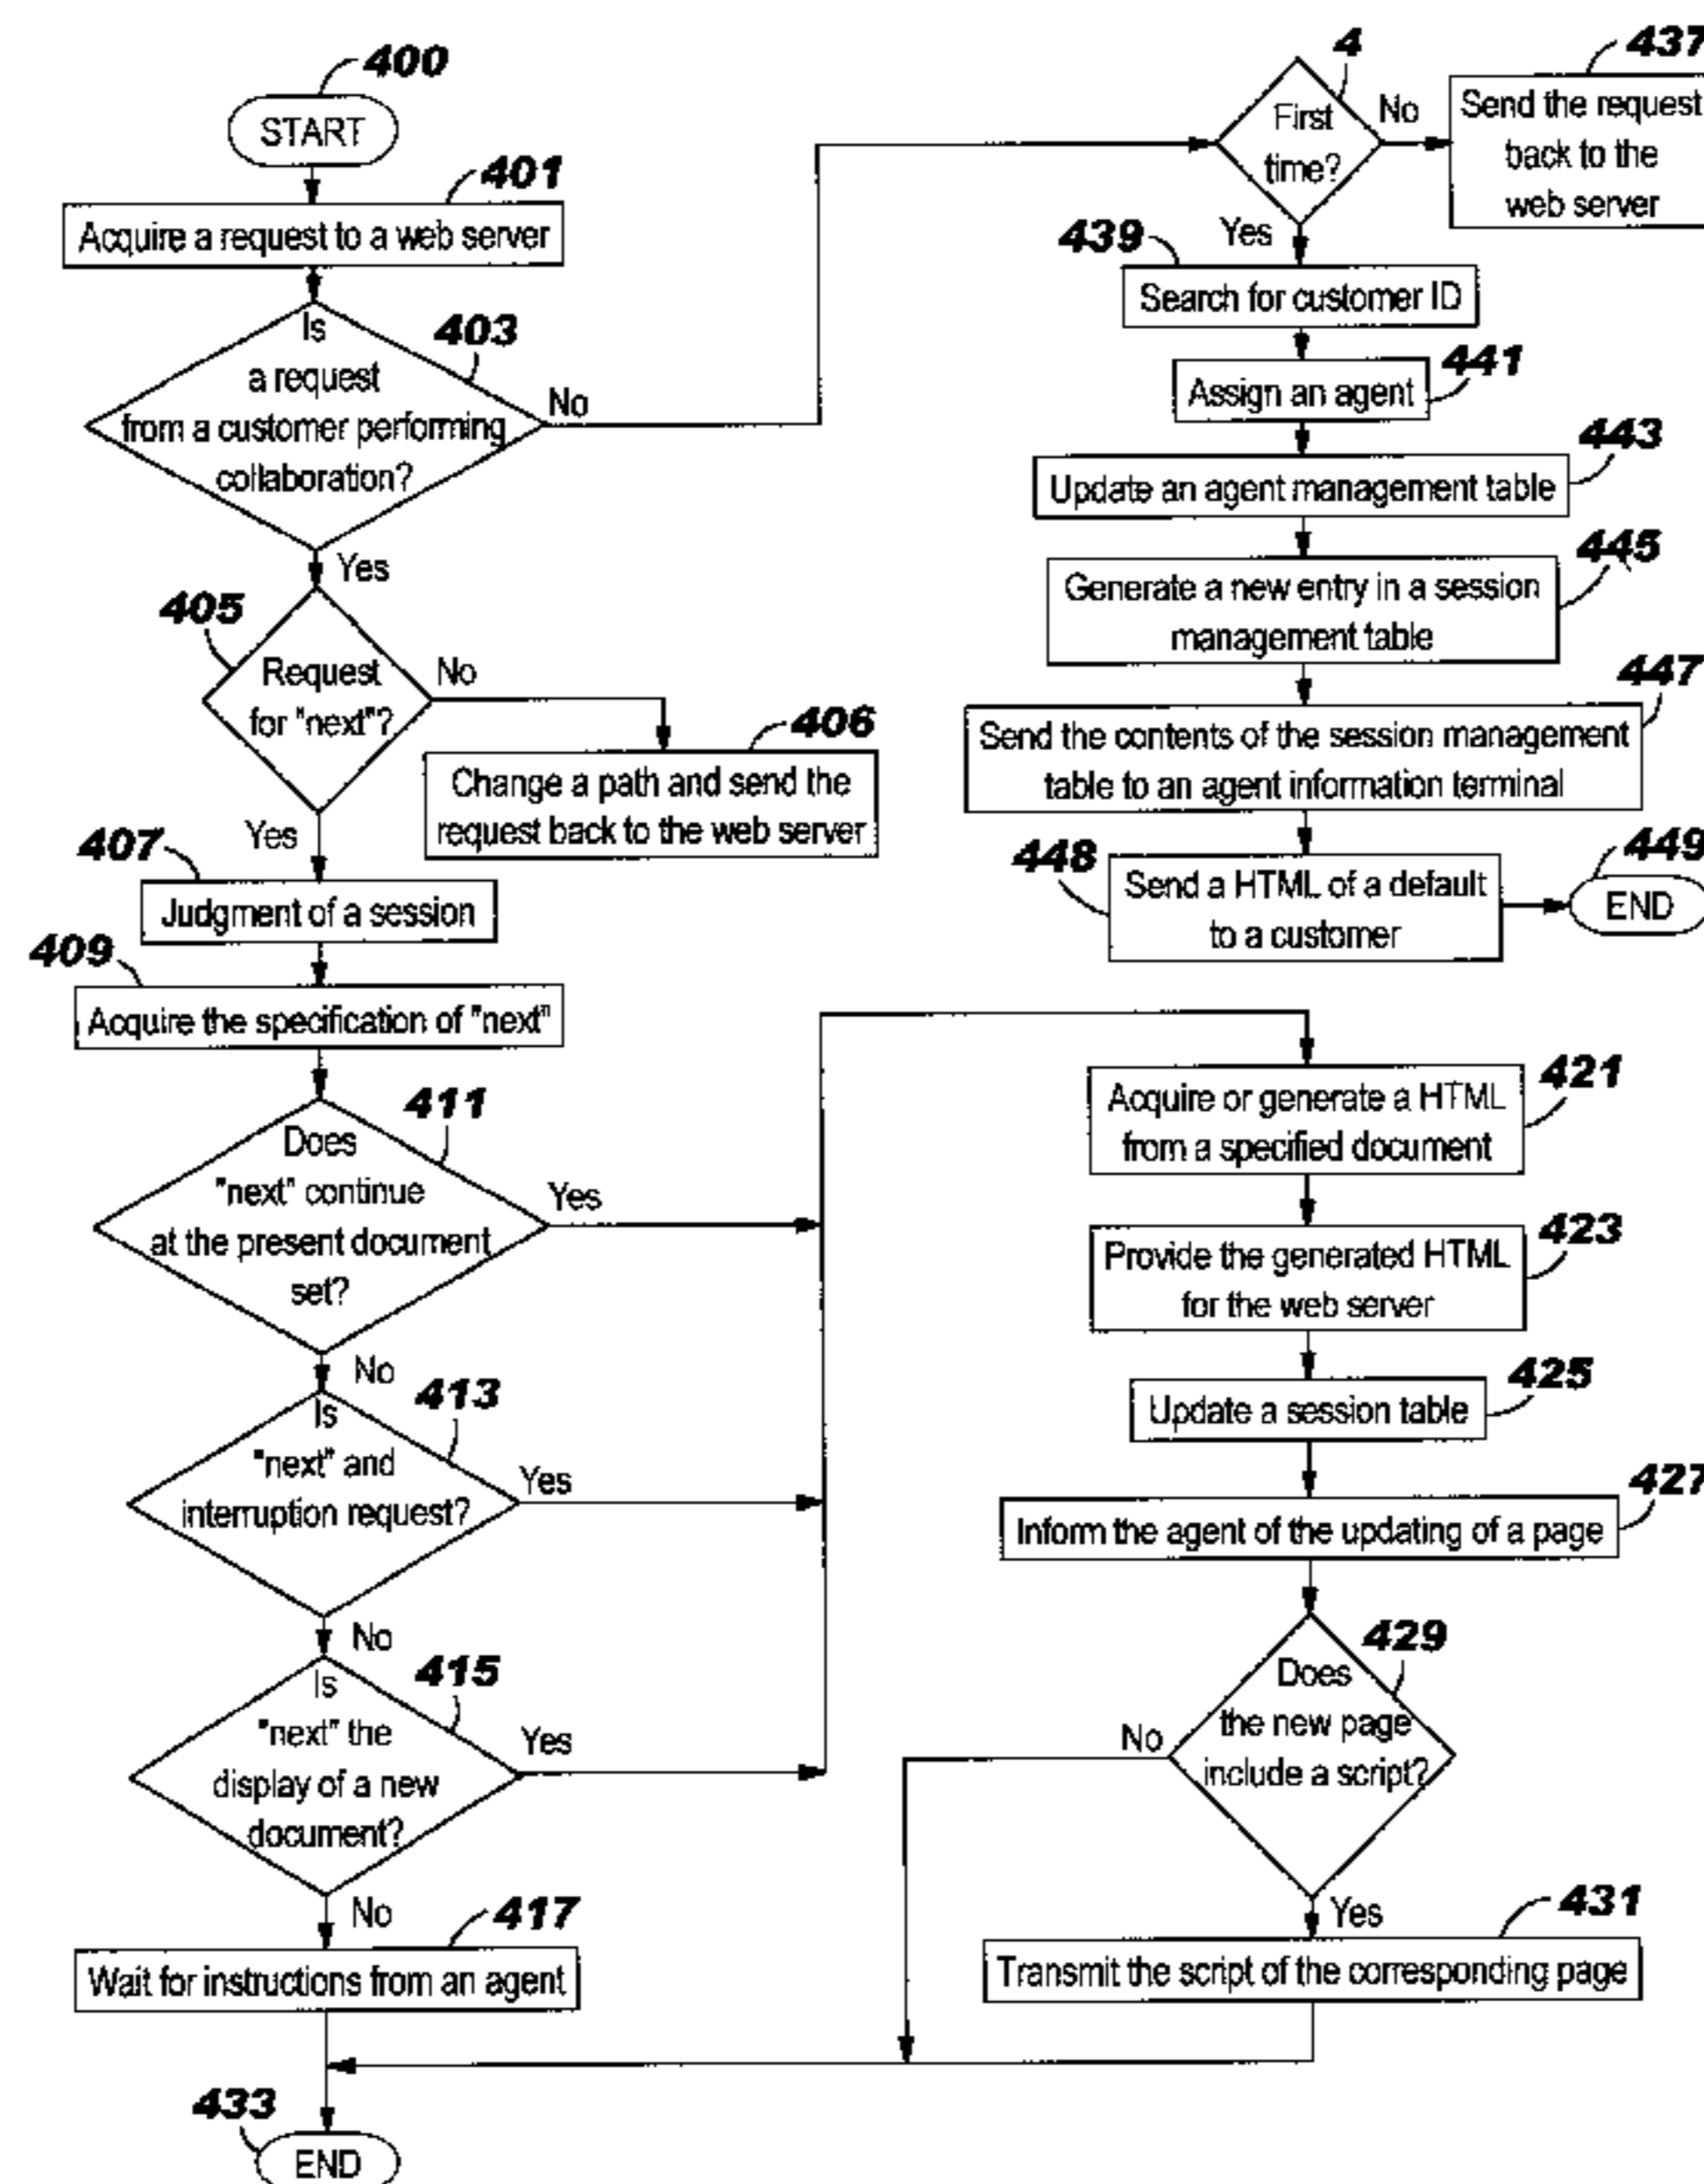 400
START
401
Acquire a request to a web server
403
Is
a request
from a customer performing
collaboration?
No
Yes
405
Request
for "next"?
No
406
Change a path and send the
request back to the web server
Yes
407
Judgment of a session
409
Acquire the specification of "next"
411
Does
"next" continue
at the present document
set?
Yes
No
413
Is
"next" and
interruption request?
Yes
No
415
Is
"next" the
display of a new
document?
Yes
No
417
Wait for instructions from an agent
433
END
4
First
time?
No
437
Send the request
back to the
web server
Yes
439
Search for customer ID
441
Assign an agent
443
Update an agent management table
445
Generate a new entry in a session
management table
447
Send the contents of the session management
table to an agent information terminal
448
Send a HTML of a default
to a customer
449
END
421
Acquire or generate a HTML
from a specified document
423
Provide the generated HTML
for the web server
425
Update a session table
427
Inform the agent of the updating of a page
429
Does
the new page
include a script?
No
Yes
431
Transmit the script of the corresponding page